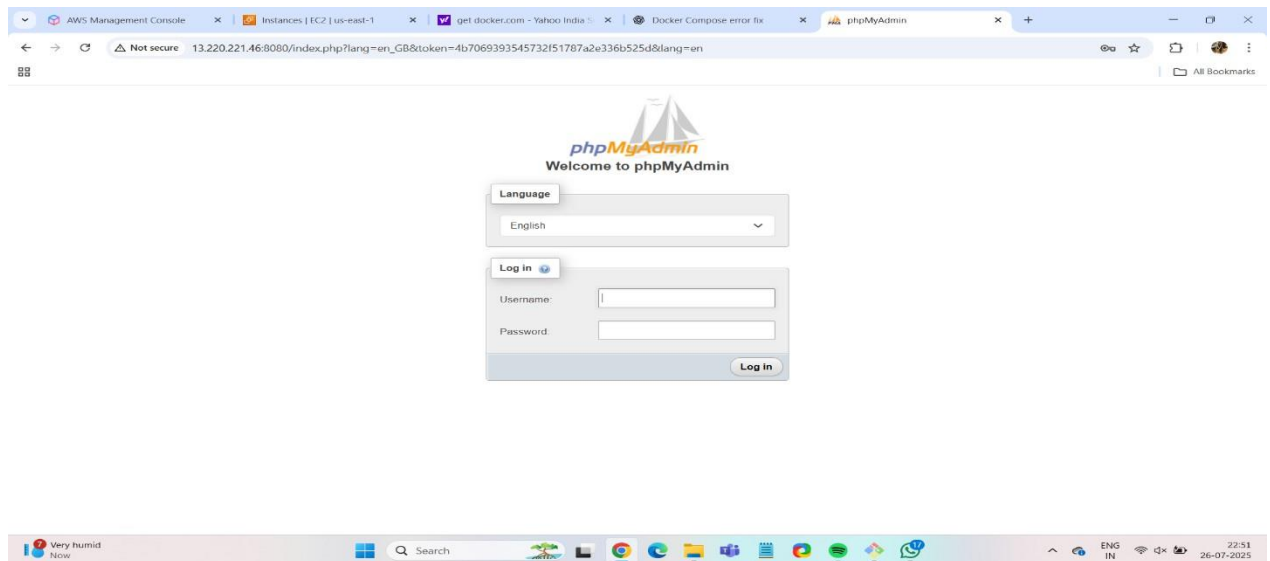 AWS Management Console
Instances | EC2 | us-east-1
get docker.com - Yahoo India S
Docker Compose error fix
phpMyAdmin
Not secure 13.220.221.46:8080/index.php?lang=en_GB&token=4b7069393545732f51787a2e336b525d&lang=en
All Bookmarks
phpMyAdmin
Welcome to phpMyAdmin
Language
English
Log in
Username:
Password:
Log in
7
Very humid
Now
Search
17
ENG
IN
22:51
26-07-2025